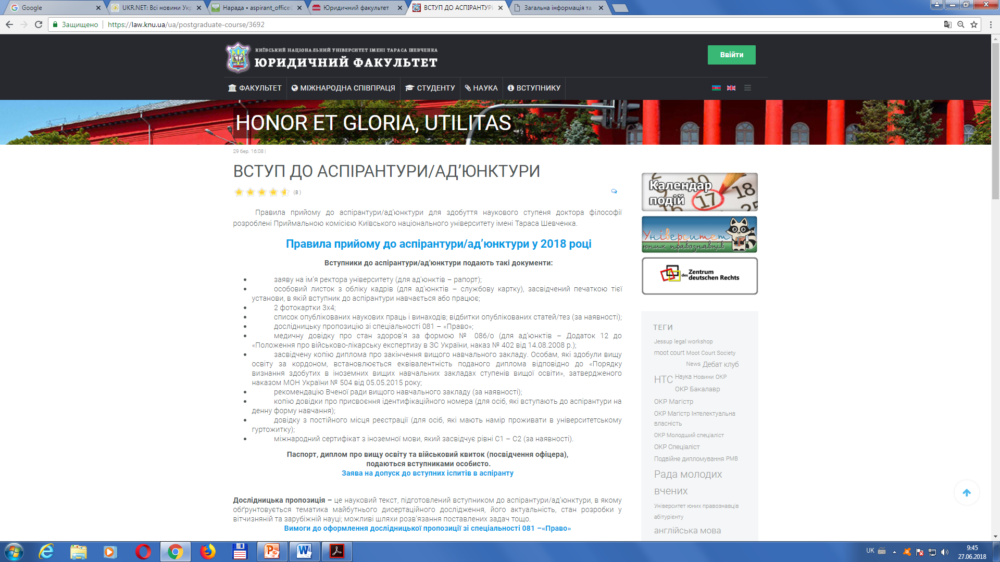 Google
UKR.NET: Всі новини Укр
Нарада • aspirant_office
Юридичний факультет
ВСТУП ДО АСПІРАНТУРИ
Загальна інформація та
Защищено
https://law.knu.ua/ua/postgraduate-course/3692
КИЇВСЬКИЙ НАЦІОНАЛЬНИЙ УНІВЕРСИТЕТ ІМЕНІ ТАРАСА ШЕВЧЕНКА
ЮРИДИЧНИЙ ФАКУЛЬТЕТ
Ввійти
ФАКУЛЬТЕТ
МІЖНАРОДНА СПІВПРАЦЯ
СТУДЕНТУ
НАУКА
ВСТУПНИКУ
HONOR ET GLORIA, UTILITAS
29 бер. 16:08 |
ВСТУП ДО АСПІРАНТУРИ/АД’ЮНКТУРИ
(8 )
Правила прийому до аспірантури/ад'юнктури для здобуття наукового ступеня доктора філософії
розроблені Приймальною комісією Київського національного університету імені Тараса Шевченка.
Правила прийому до аспірантури/ад’юнктури у 2018 році
Вступники до аспірантури/ад'юнктури подають такі документи:
• заяву на ім’я ректора університету (для ад'юнктів – рапорт);
• особовий листок з обліку кадрів (для ад’юнктів – службову картку), засвідчений печаткою тієї
установи, в якій вступник до аспірантури навчається або працює;
• 2 фотокартки 3х4;
• список опублікованих наукових праць і винаходів; відбитки опублікованих статей/тез (за наявності);
• дослідницьку пропозицію зі спеціальності 081 – «Право»;
• медичну довідку про стан здоров’я за формою № 086/о (для ад’юнктів – Додаток 12 до
«Положення про військово-лікарську експертизу в ЗС України, наказ № 402 від 14.08.2008 р.);
• засвідчену копію диплома про закінчення вищого навчального закладу. Особам, які здобули вищу
освіту за кордоном, встановлюється еквівалентність поданого диплома відповідно до «Порядку
визнання здобутих в іноземних вищих навчальних закладах ступенів вищої освіти», затвердженого
наказом МОН України № 504 від 05.05.2015 року;
• рекомендацію Вченої ради вищого навчального закладу (за наявності);
• копію довідки про присвоєння ідентифікаційного номера (для осіб, які вступають до аспірантури на
денну форму навчання);
• довідку з постійного місця реєстрації (для осіб, які мають намір проживати в університетському
гуртожитку);
• міжнародний сертифікат з іноземної мови, який засвідчує рівні С1 – С2 (за наявності).
Паспорт, диплом про вищу освіту та військовий квиток (посвідчення офіцера),
подаються вступниками особисто.
Заява на допуск до вступних іспитів в аспіранту
Дослідницька пропозиція – це науковий текст, підготовлений вступником до аспірантури/ад’юнктури, в якому
обґрунтовується тематика майбутнього дисертаційного дослідження, його актуальність, стан розробки у
вітчизняній та зарубіжній науці; можливі шляхи розв’язання поставлених задач тощо.
Вимоги до оформлення дослідницької пропозиції зі спеціальності 081 –«Право»
Календар
подій
17
18
Університет
юних правознавців
Zentrum
des deutschen Rechts
ТЕГИ
Jessup legal workshop
moot court Moot Court Society
News Дебат клуб
НТС Наука Новини ОКР
ОКР Бакалавр
ОКР Магістр
ОКР Магістр Інтелектуальна
власність
ОКР Молодший спеціаліст
ОКР Спеціаліст
Подвійне дипломування РМВ
Рада молодих
вчених
Університет юних правознавців
абітурієнту
англійська мова
UK
9:45
27.06.2018